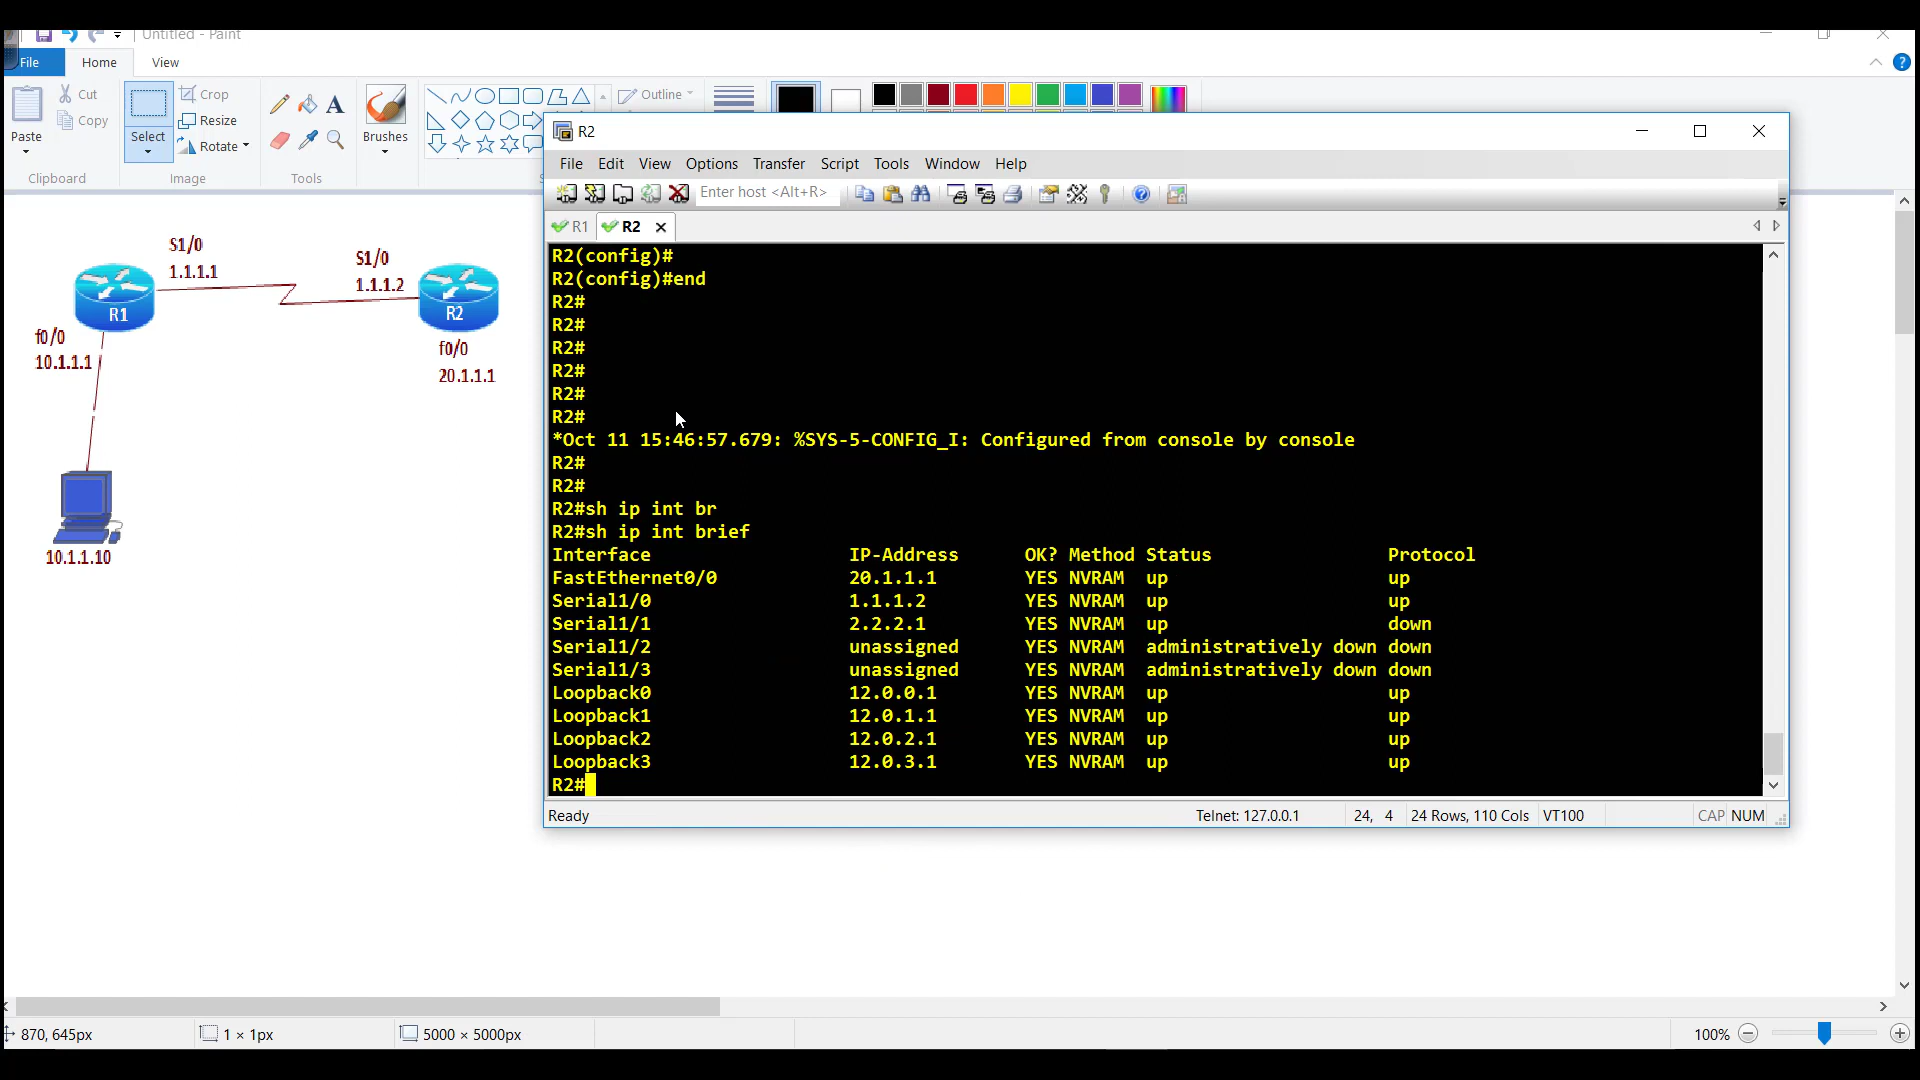 Untitled - Paint
File Home View
Paste
Cut
Copy
Clipboard
Select
Crop
Resize
Rotate
Image
Tools
Brushes
Outline
S1/0
1.1.1.1
S1/0
1.1.1.2
R1
R2
f0/0
10.1.1.1
f0/0
20.1.1.1
10.1.1.10
R2
File Edit View Options Transfer Script Tools Window Help
Enter host <Alt+R>
R1 R2
R2(config)#
R2(config)#end
R2#
R2#
R2#
R2#
R2#
R2#
*Oct 11 15:46:57.679: %SYS-5-CONFIG_I: Configured from console by console
R2#
R2#
R2#sh ip int br
R2#sh ip int brief
Interface IP-Address OK? Method Status Protocol
FastEthernet0/0 20.1.1.1 YES NVRAM up up
Serial1/0 1.1.1.2 YES NVRAM up up
Serial1/1 2.2.2.1 YES NVRAM up down
Serial1/2 unassigned YES NVRAM administratively down down
Serial1/3 unassigned YES NVRAM administratively down down
Loopback0 12.0.0.1 YES NVRAM up up
Loopback1 12.0.1.1 YES NVRAM up up
Loopback2 12.0.2.1 YES NVRAM up up
Loopback3 12.0.3.1 YES NVRAM up up
R2#
Ready Telnet: 127.0.0.1 24, 4 24 Rows, 110 Cols VT100 CAP NUM
870, 645px 1 × 1px 5000 × 5000px 100%